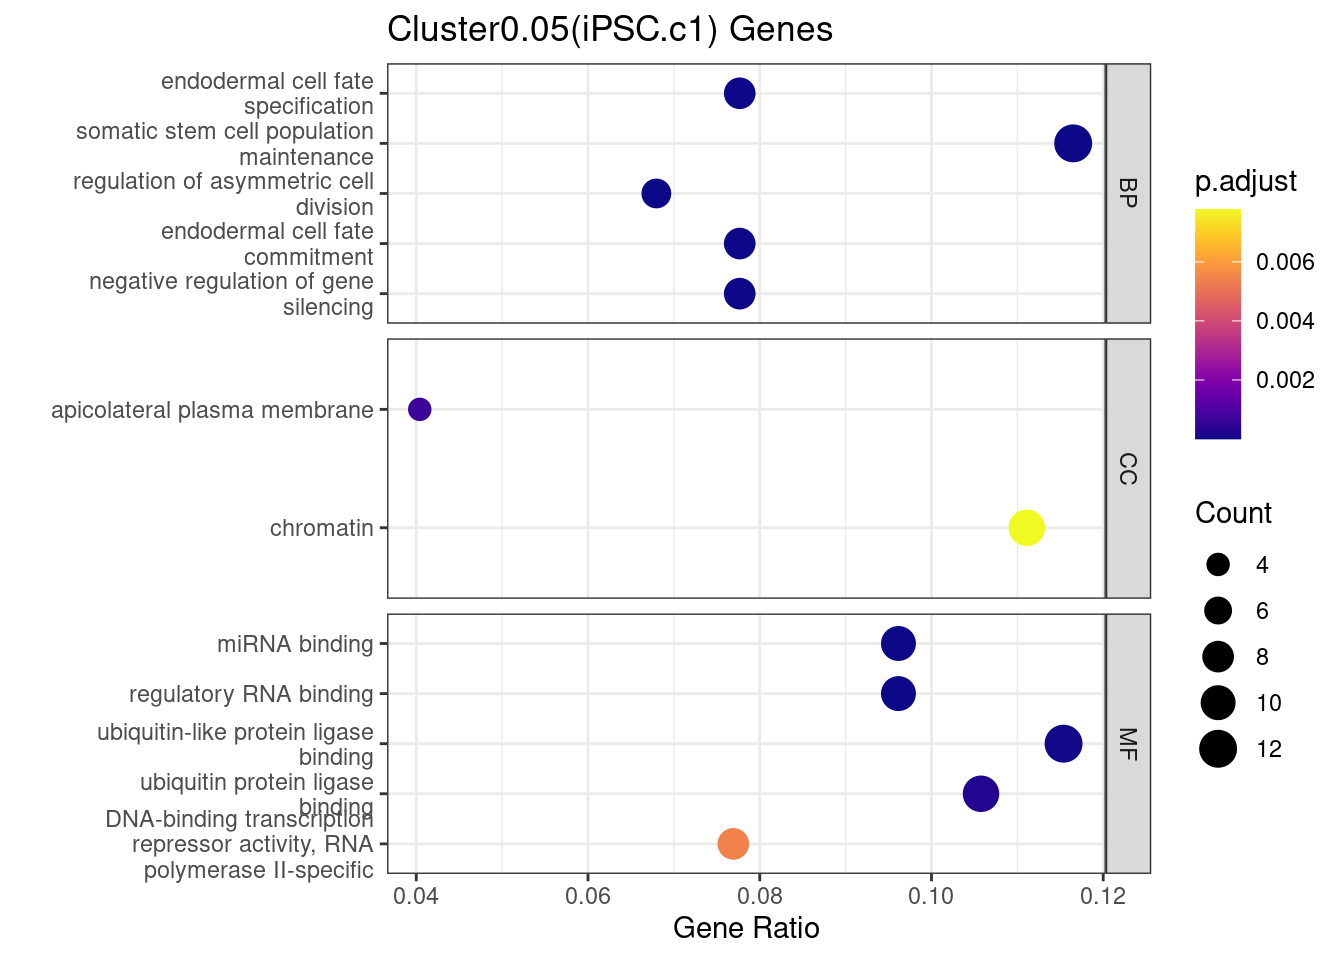 Cluster0.05(iPSC.c1) Genes
endodermal cell fate
specification
somatic stem cell population
maintenance
regulation of asymmetric cell
division
endodermal cell fate
commitment
negative regulation of gene
silencing
BP
apicolateral plasma membrane
chromatin
CC
miRNA binding
regulatory RNA binding
ubiquitin-like protein ligase
binding
ubiquitin protein ligase
binding
DNA-binding transcription
repressor activity, RNA
polymerase II-specific
MF
0.04
0.06
0.08
0.10
0.12
Gene Ratio
p.adjust
0.006
0.004
0.002
Count
4
6
8
10
12